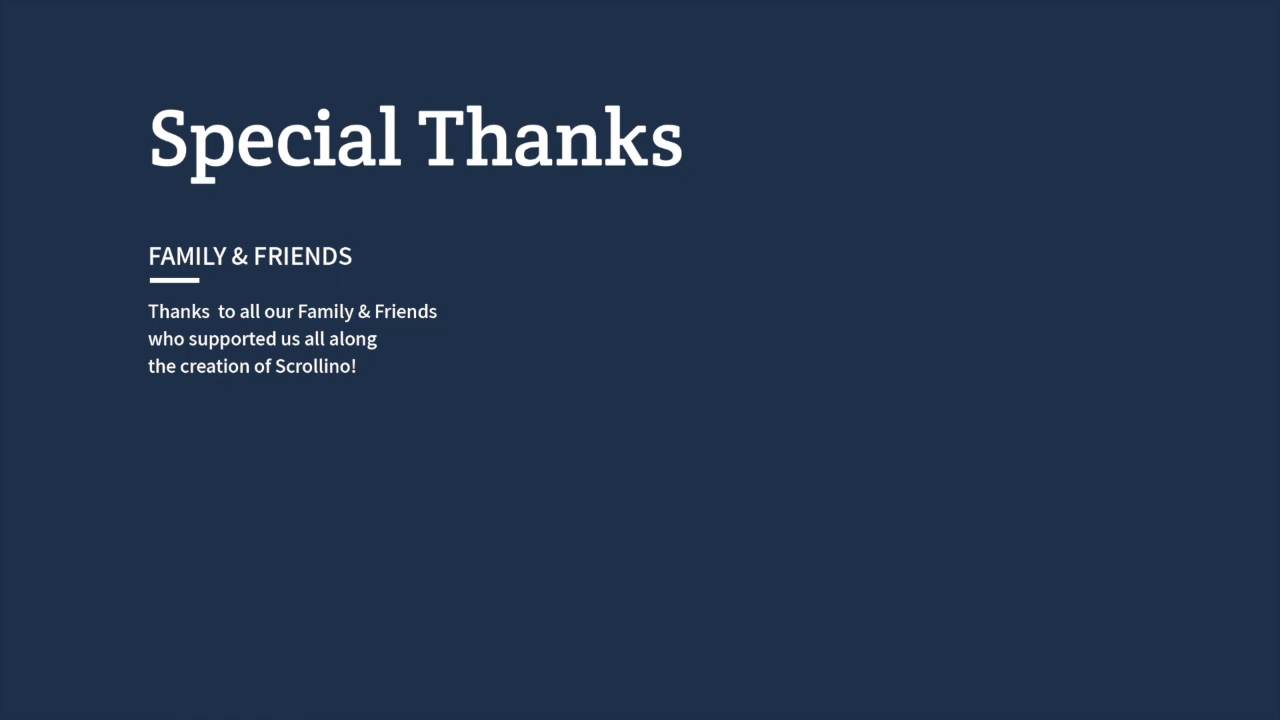 Special Thanks
FAMILY & FRIENDS
Thanks  to all our Family & Friends
who supported us all along
the creation of Scrollino!